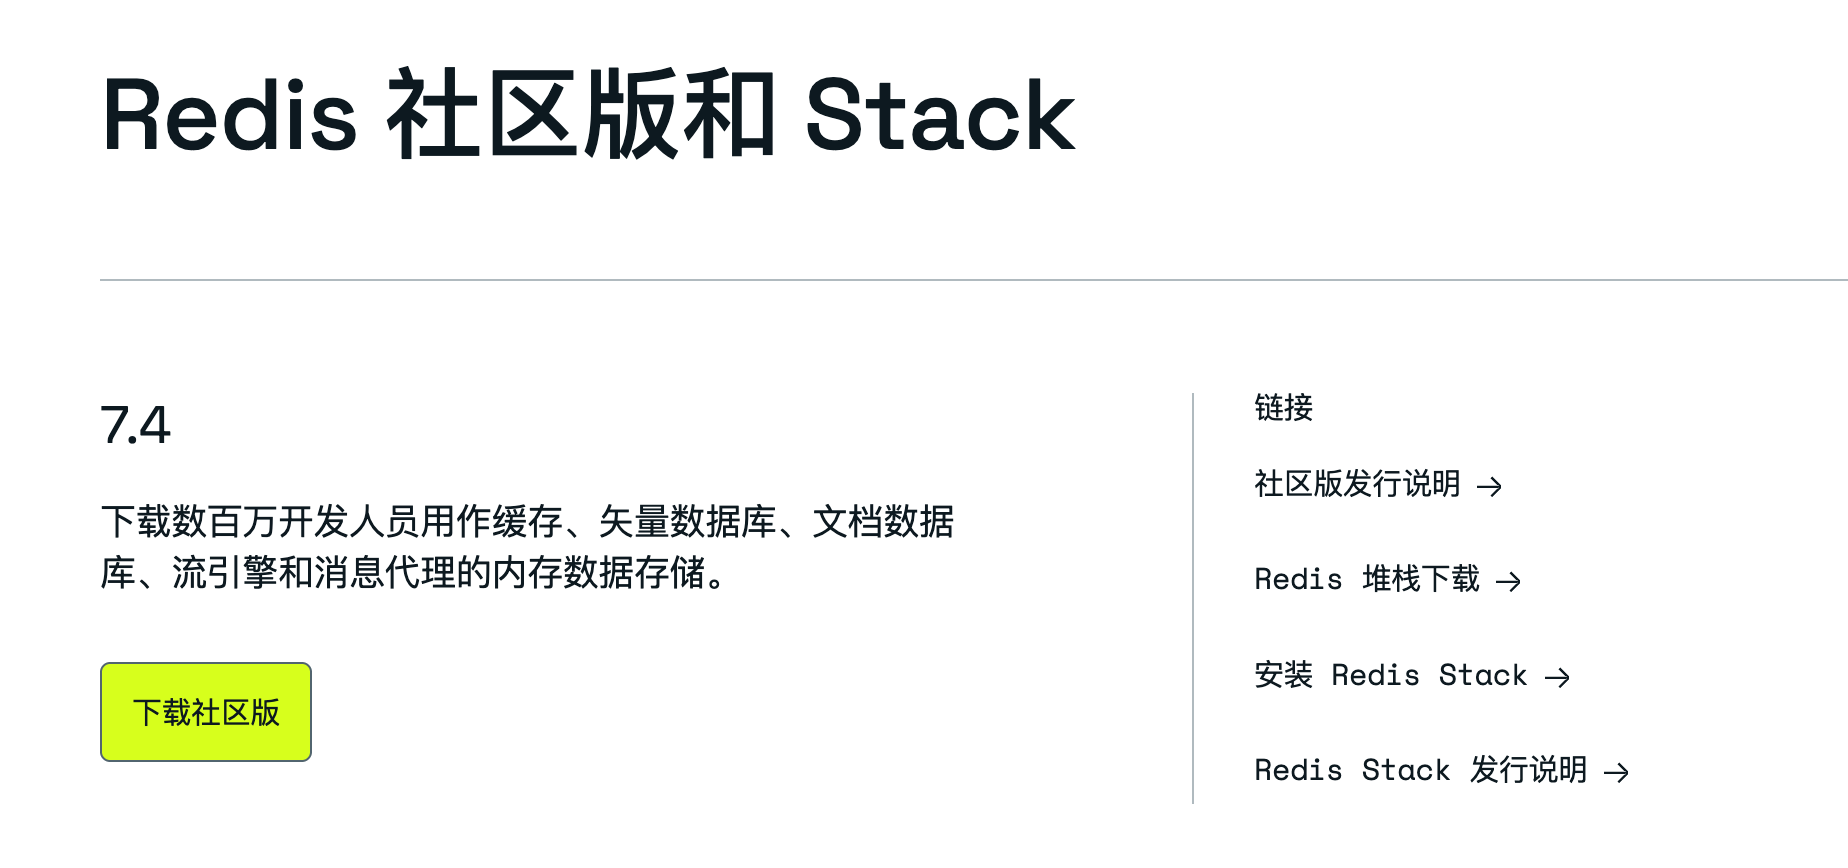 Redis 社区版和 Stack
7.4
下载数百万开发人员用作缓存、矢量数据库、文档数据
库、流引擎和消息代理的内存数据存储。
下载社区版
链接
社区版发行说明 →
Redis 堆栈下载 →
安装 Redis Stack →
Redis Stack 发行说明 →